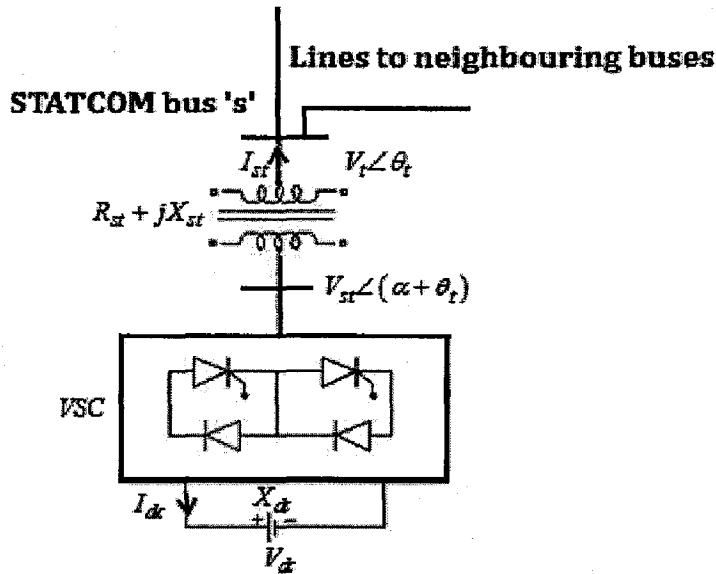 Lines to neighbouring buses
STATCOM bus 's'
I_st V_t∠θ_t
R_st + jX_st
V_st∠(α+θ_t)
VSC
I_dc X_dc
+ −
V_dc